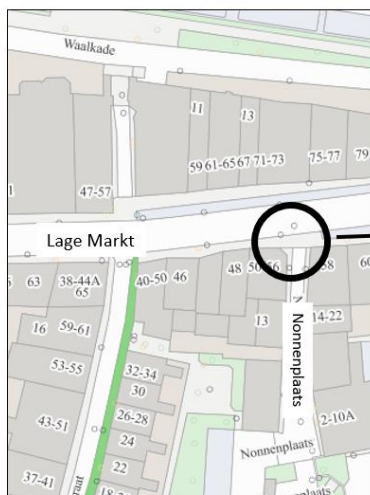 Waalkade
11
13
59 61-65 67 71-73
75-77
79
47-57
Lage Markt
63
38-44A
65
40-50
46
48
50-56
58
60
16
59-61
13
14-22
Nonnenplaats
53-55
32-34
30
43-51
26-28
24
2-10A
22
Nonnenplaats
37-41
raat
plaats